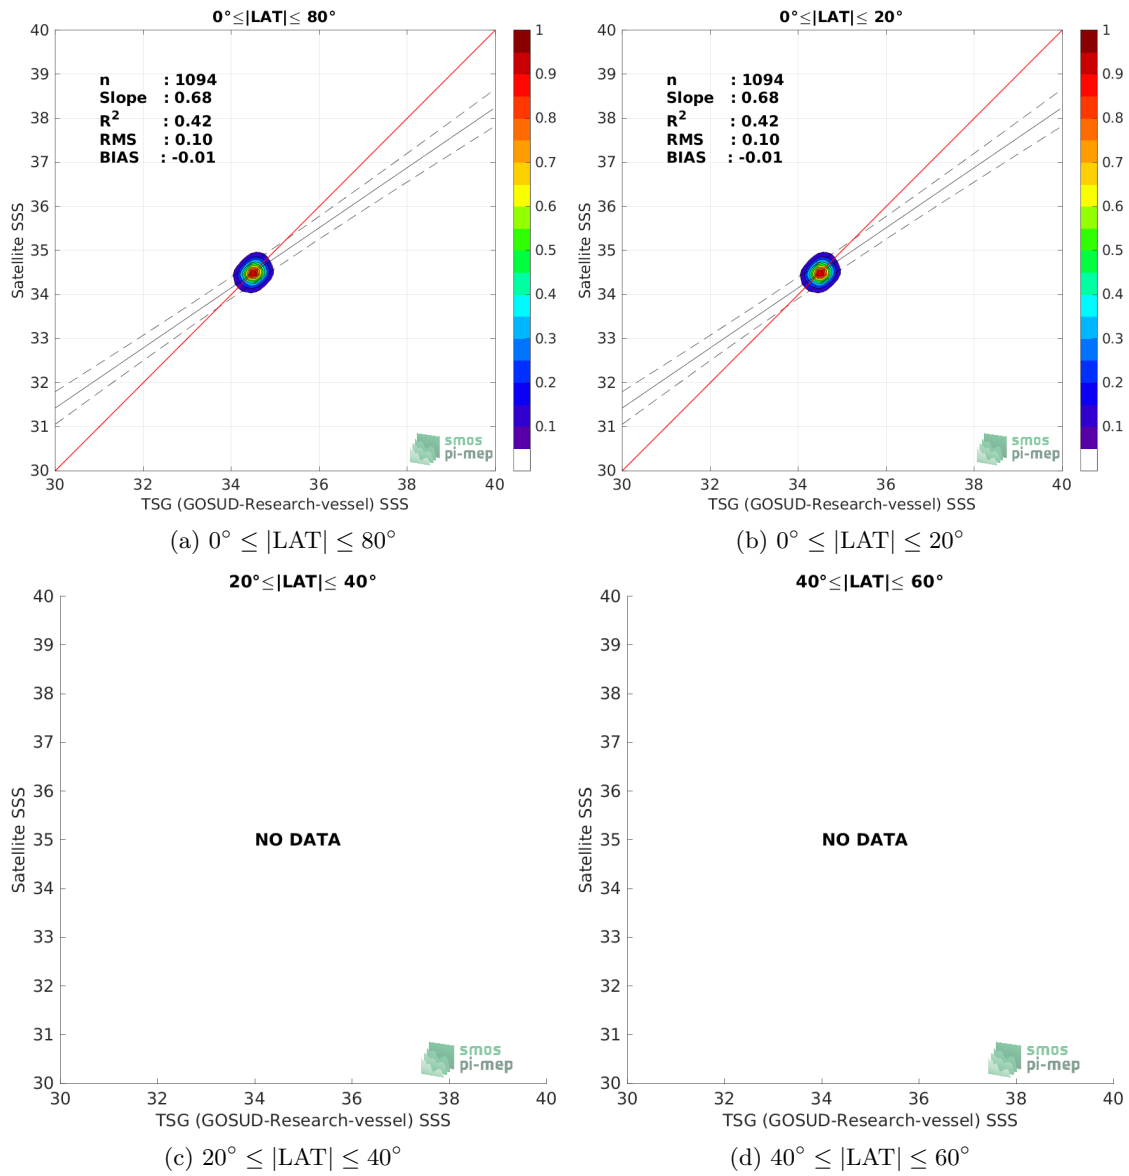 0°≤|LAT|≤ 80°
40
39
38
37
36
35
34
33
32
31
30
n : 1094
Slope : 0.68
R² : 0.42
RMS : 0.10
BIAS : -0.01
1
0.9
0.8
0.7
0.6
0.5
0.4
0.3
0.2
0.1
Satellite SSS
smos
pi-mep
30 32 34 36 38 40
TSG (GOSUD-Research-vessel) SSS
(a) 0° ≤ |LAT| ≤ 80°
0°≤|LAT|≤ 20°
40
39
38
37
36
35
34
33
32
31
30
n : 1094
Slope : 0.68
R² : 0.42
RMS : 0.10
BIAS : -0.01
1
0.9
0.8
0.7
0.6
0.5
0.4
0.3
0.2
0.1
Satellite SSS
smos
pi-mep
30 32 34 36 38 40
TSG (GOSUD-Research-vessel) SSS
(b) 0° ≤ |LAT| ≤ 20°
20°≤|LAT|≤ 40°
40
39
38
37
36
35
34
33
32
31
30
NO DATA
Satellite SSS
smos
pi-mep
30 32 34 36 38 40
TSG (GOSUD-Research-vessel) SSS
(c) 20° ≤ |LAT| ≤ 40°
40°≤|LAT|≤ 60°
40
39
38
37
36
35
34
33
32
31
30
NO DATA
Satellite SSS
smos
pi-mep
30 32 34 36 38 40
TSG (GOSUD-Research-vessel) SSS
(d) 40° ≤ |LAT| ≤ 60°